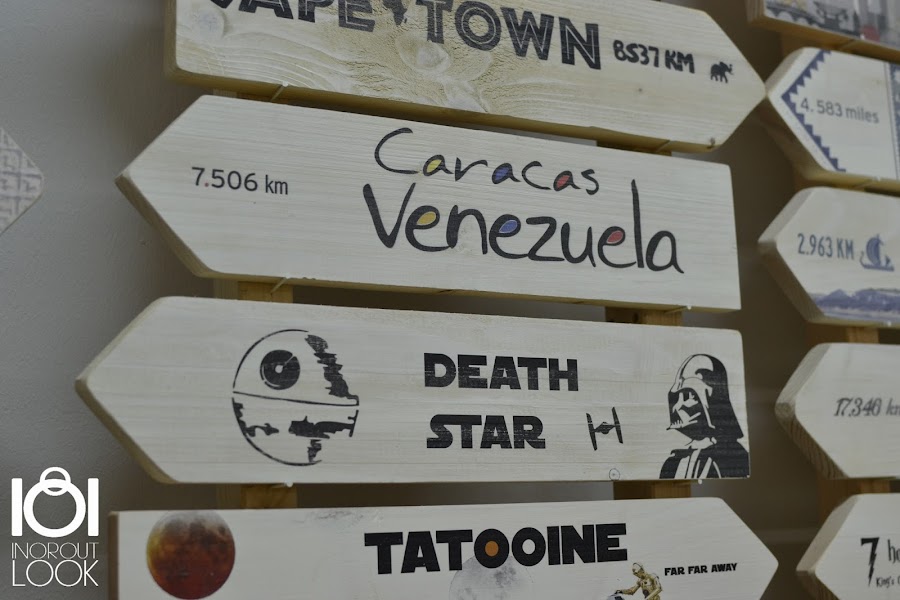 CAPE TOWN 8537 KM
4.583 miles
7.506 km
Caracas
Venezuela
2.963 KM
DEATH
STAR
17.346 km
TATOOINE
FAR FAR AWAY
7
INOROUT
LOOK